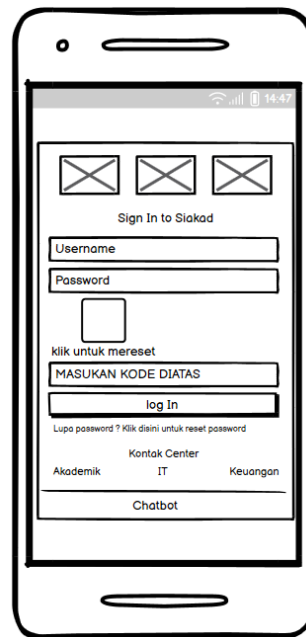 14:47
Sign In to Siakad
Username
Password
klik untuk mereset
MASUKAN KODE DIATAS
log In
Lupa password ? Klik disini untuk reset password
Kontak Center
Akademik IT Keuangan
Chatbot